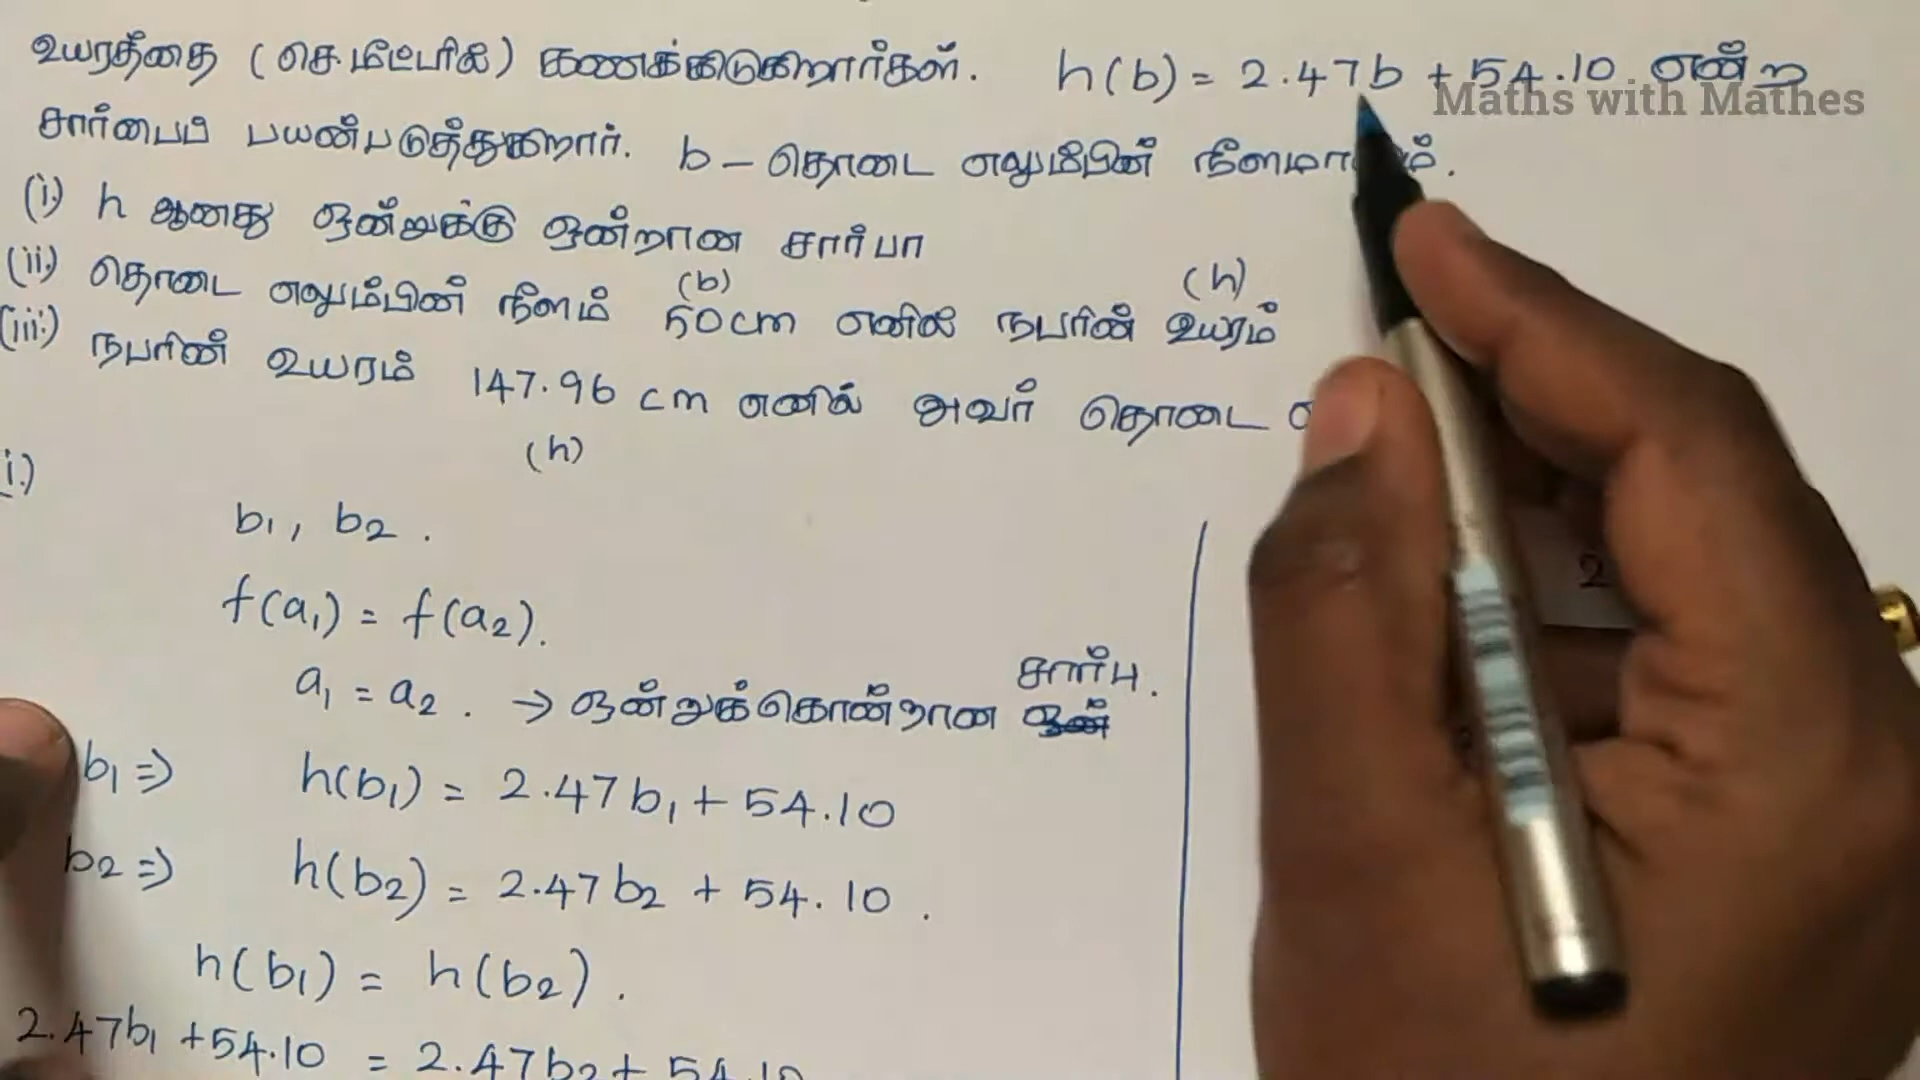 உயரத்தை (செ.மீட்டரில்) கணக்கிடுகிறார்கள். h(b) = 2.47b + 54.10 என்ற
Maths with Mathes
சார்பைப் பயன்படுத்துகிறார். b - தொடை எலும்பின்
(i) h ஆனது ஒன்றுக்கு ஒன்றான சார்பா
(b) (h)
(ii) தொடை எலும்பின் நீளம் 50cm எனில் நபரின் உயரம்
(iii) நபரின் உயரம் 147.96 cm எனில் அவர் தொடை
(h)
i)
b₁, b₂ .
f(a₁) = f(a₂).
a₁ = a₂ . → ஒன்றுக்கொன்றான சார்பு.
b₁ ⇒ h(b₁) = 2.47b₁ + 54.10
b₂ ⇒ h(b₂) = 2.47b₂ + 54.10 .
h(b₁) = h(b₂) .
2.47b₁ + 54.10 = 2.47b₂ + 54.10